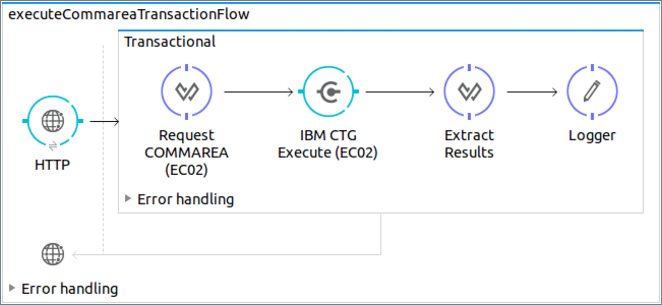 executeCommareaTransactionFlow
Transactional
HTTP
Request
COMMAREA
(EC02)
IBM CTG
Execute (EC02)
Extract
Results
Logger
Error handling
Error handling